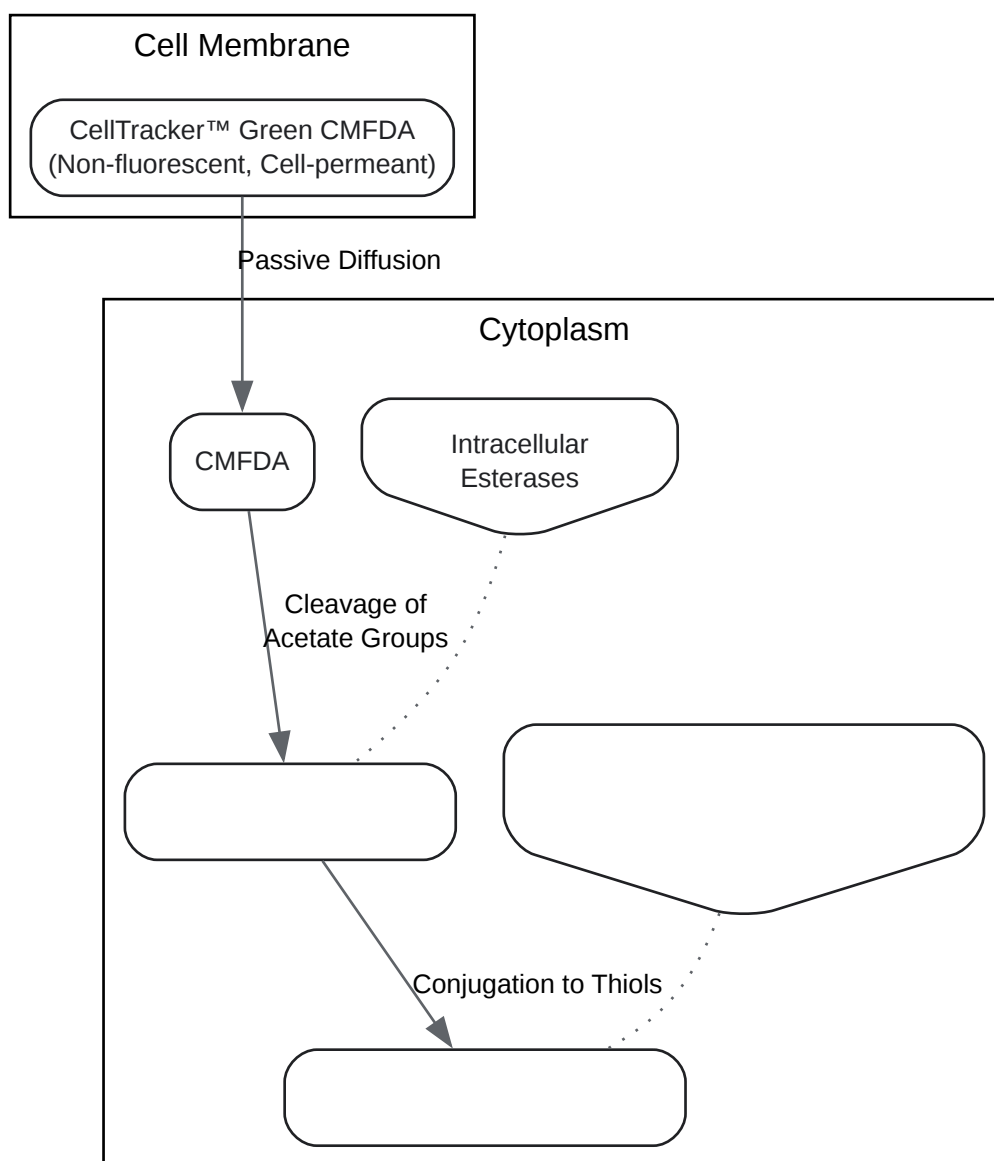 Cell Membrane
CellTracker™ Green CMFDA
(Non-fluorescent, Cell-permeant)
Passive Diffusion
Cytoplasm
CMFDA
Intracellular
Esterases
Cleavage of
Acetate Groups
Conjugation to Thiols